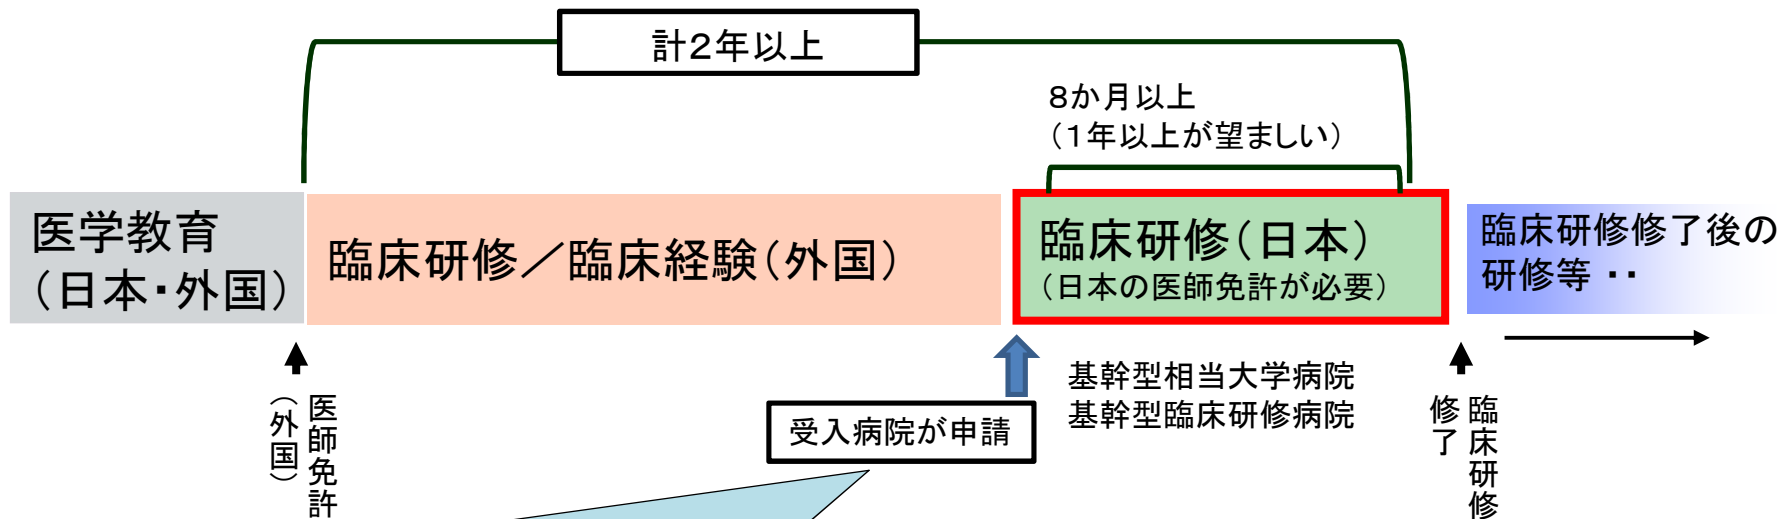 計２年以上
８か月以上
（１年以上が望ましい）
医学教育
（日本・外国）
臨床研修／臨床経験（外国）
臨床研修（日本）
（日本の医師免許が必要）
臨床研修修了後の
研修等 ・・
医師免許
（外国）
受入病院が申請
基幹型相当大学病院
基幹型臨床研修病院
臨床研修
修了